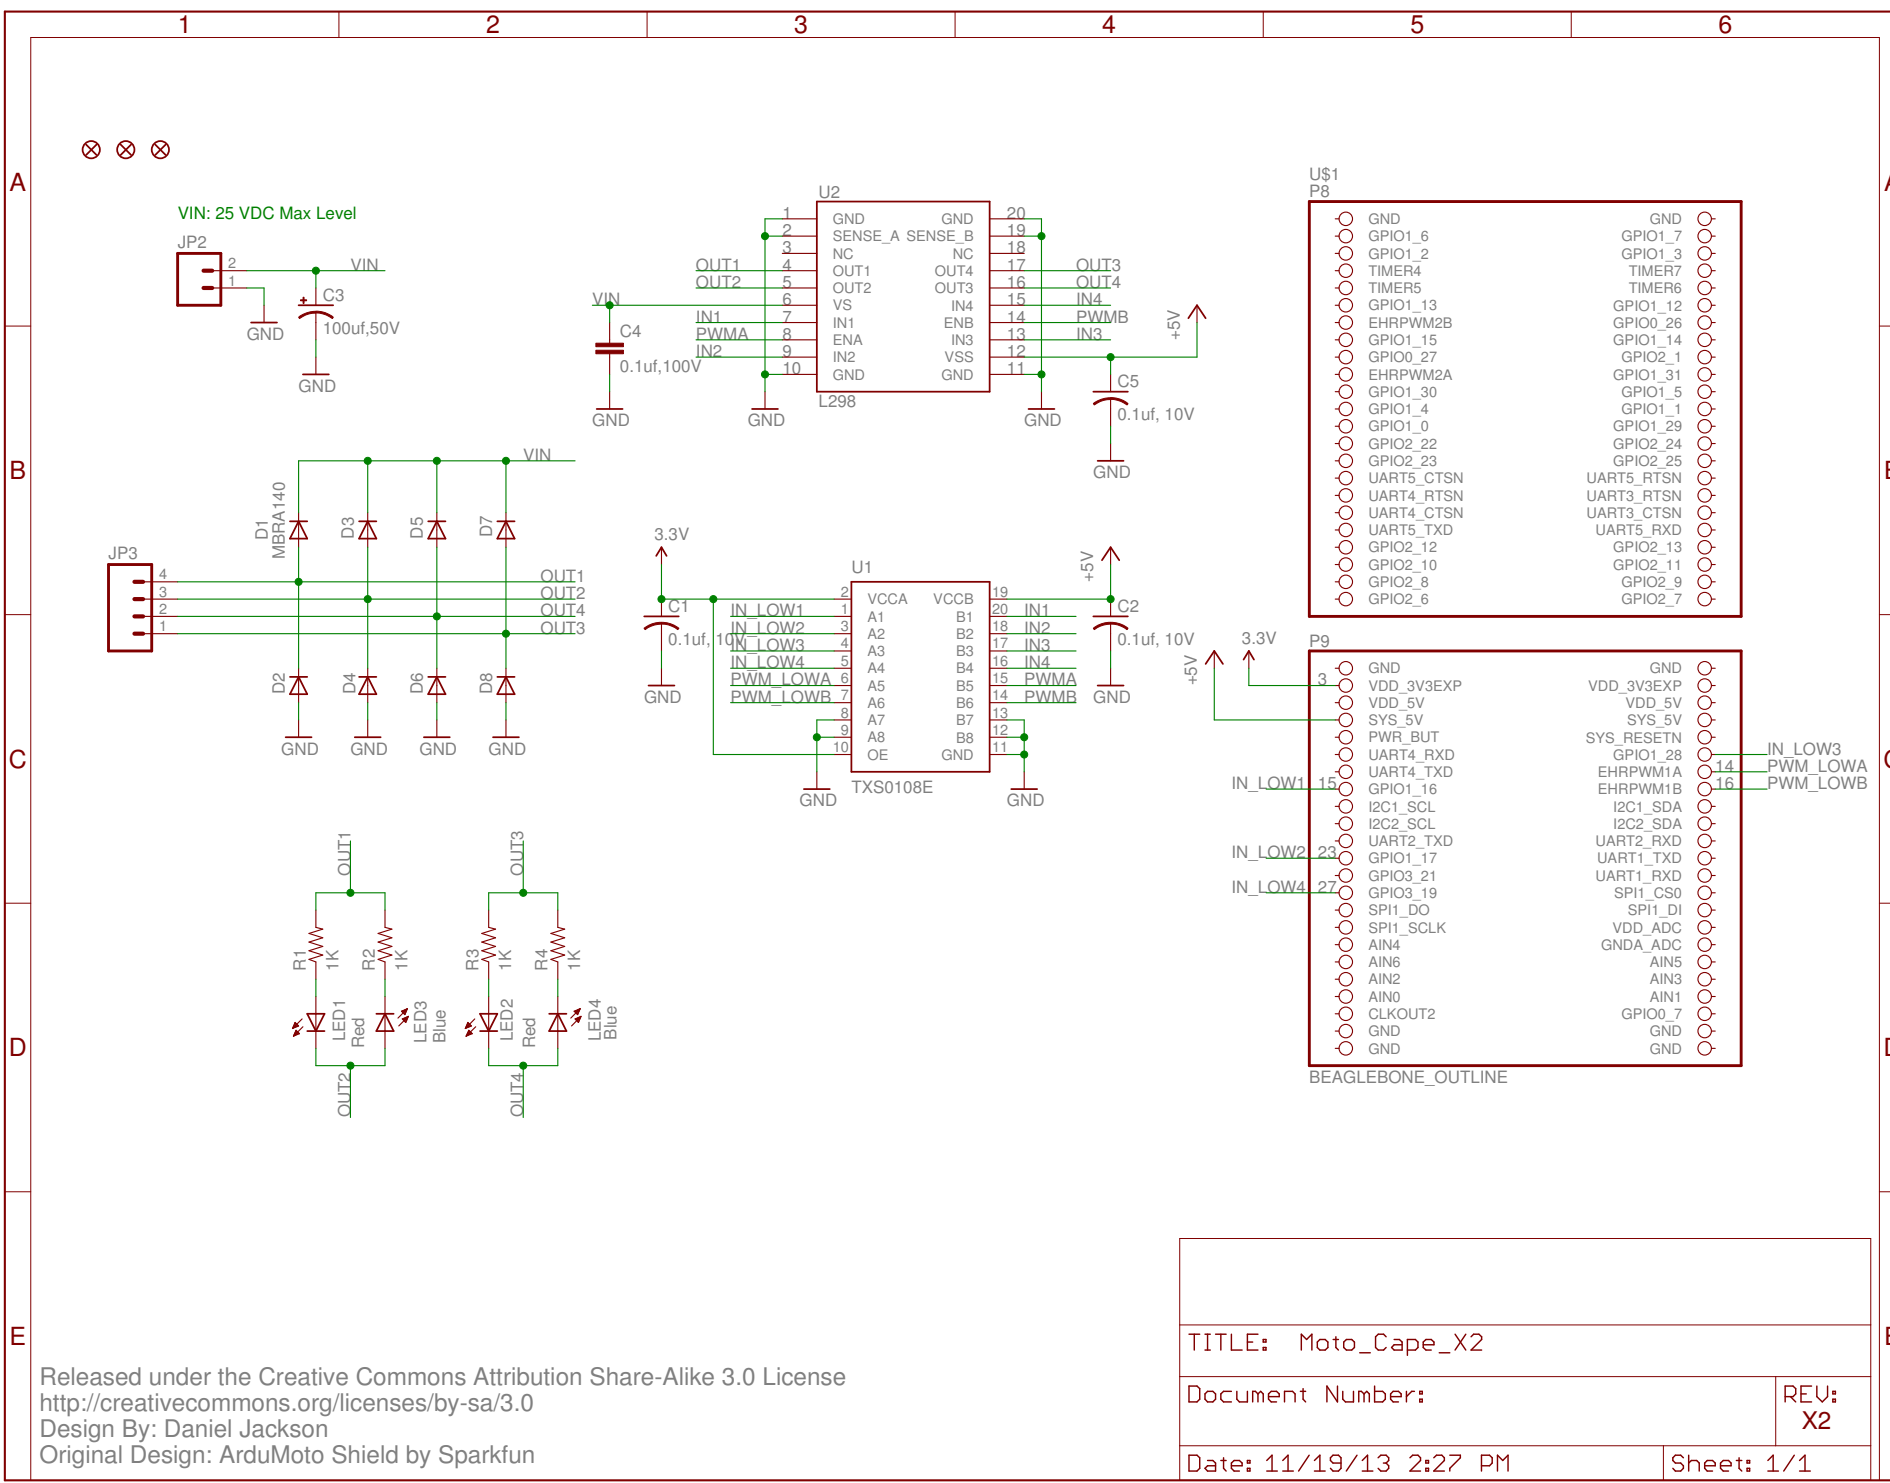 1 2 3 4 5 6
A
B
C
D
E
VIN: 25 VDC Max Level
JP2
2
1
VIN
GND
C3
100uf,50V
GND
U2
1 GND GND 20
2 SENSE_A SENSE_B 19
3 NC NC 18
OUT1 4 OUT1 OUT4 17 OUT3
OUT2 5 OUT2 OUT3 16 OUT4
VIN 6 VS IN4 15 IN4
IN1 7 IN1 ENB 14 PWMB
PWMA 8 ENA IN3 13 IN3
IN2 9 IN2 VSS 12
10 GND GND 11
L298
C4
0.1uf,100V
GND
GND
GND
+5V
C5
0.1uf, 10V
GND
VIN
D1
MBRA140
D3
D5
D7
JP3
4 OUT1
3 OUT2
2 OUT4
1 OUT3
D2
D4
D6
D8
GND
GND
GND
GND
3.3V
C1
0.1uf, 10V
GND
+5V
C2
0.1uf, 10V
GND
U1
2 VCCA VCCB 19
IN_LOW1 1 A1 B1 20 IN1
IN_LOW2 3 A2 B2 18 IN2
IN_LOW3 4 A3 B3 17 IN3
IN_LOW4 5 A4 B4 16 IN4
PWM_LOWA 6 A5 B5 15 PWMA
PWM_LOWB 7 A6 B6 14 PWMB
8 A7 B7 13
9 A8 B8 12
10 OE GND 11
TXS0108E
GND
GND
OUT1
R1
1K
R2
1K
LED1
Red
LED3
Blue
OUT2
OUT3
R3
1K
R4
1K
LED2
Red
LED4
Blue
OUT4
U$1
P8
GND GND
GPIO1_6 GPIO1_7
GPIO1_2 GPIO1_3
TIMER4 TIMER7
TIMER5 TIMER6
GPIO1_13 GPIO1_12
EHRPWM2B GPIO0_26
GPIO1_15 GPIO1_14
GPIO0_27 GPIO2_1
EHRPWM2A GPIO1_31
GPIO1_30 GPIO1_5
GPIO1_4 GPIO1_1
GPIO1_0 GPIO1_29
GPIO2_22 GPIO2_24
GPIO2_23 GPIO2_25
UART5_CTSN UART5_RTSN
UART4_RTSN UART3_RTSN
UART4_CTSN UART3_CTSN
UART5_TXD UART5_RXD
GPIO2_12 GPIO2_13
GPIO2_10 GPIO2_11
GPIO2_8 GPIO2_9
GPIO2_6 GPIO2_7
+5V
3.3V
P9
GND GND
3 VDD_3V3EXP VDD_3V3EXP
VDD_5V VDD_5V
SYS_5V SYS_5V
PWR_BUT SYS_RESETN
UART4_RXD GPIO1_28 IN_LOW3
UART4_TXD EHRPWM1A 14 PWM_LOWA
IN_LOW1 15 GPIO1_16 EHRPWM1B 16 PWM_LOWB
I2C1_SCL I2C1_SDA
I2C2_SCL I2C2_SDA
UART2_TXD UART2_RXD
IN_LOW2 23 GPIO1_17 UART1_TXD
GPIO3_21 UART1_RXD
IN_LOW4 27 GPIO3_19 SPI1_CS0
SPI1_DO SPI1_DI
SPI1_SCLK VDD_ADC
AIN4 GNDA_ADC
AIN6 AIN5
AIN2 AIN3
AIN0 AIN1
CLKOUT2 GPIO0_7
GND GND
GND GND
BEAGLEBONE_OUTLINE
Released under the Creative Commons Attribution Share-Alike 3.0 License
http://creativecommons.org/licenses/by-sa/3.0
Design By: Daniel Jackson
Original Design: ArduMoto Shield by Sparkfun
TITLE: Moto_Cape_X2
Document Number:
REV:
X2
Date: 11/19/13 2:27 PM
Sheet: 1/1